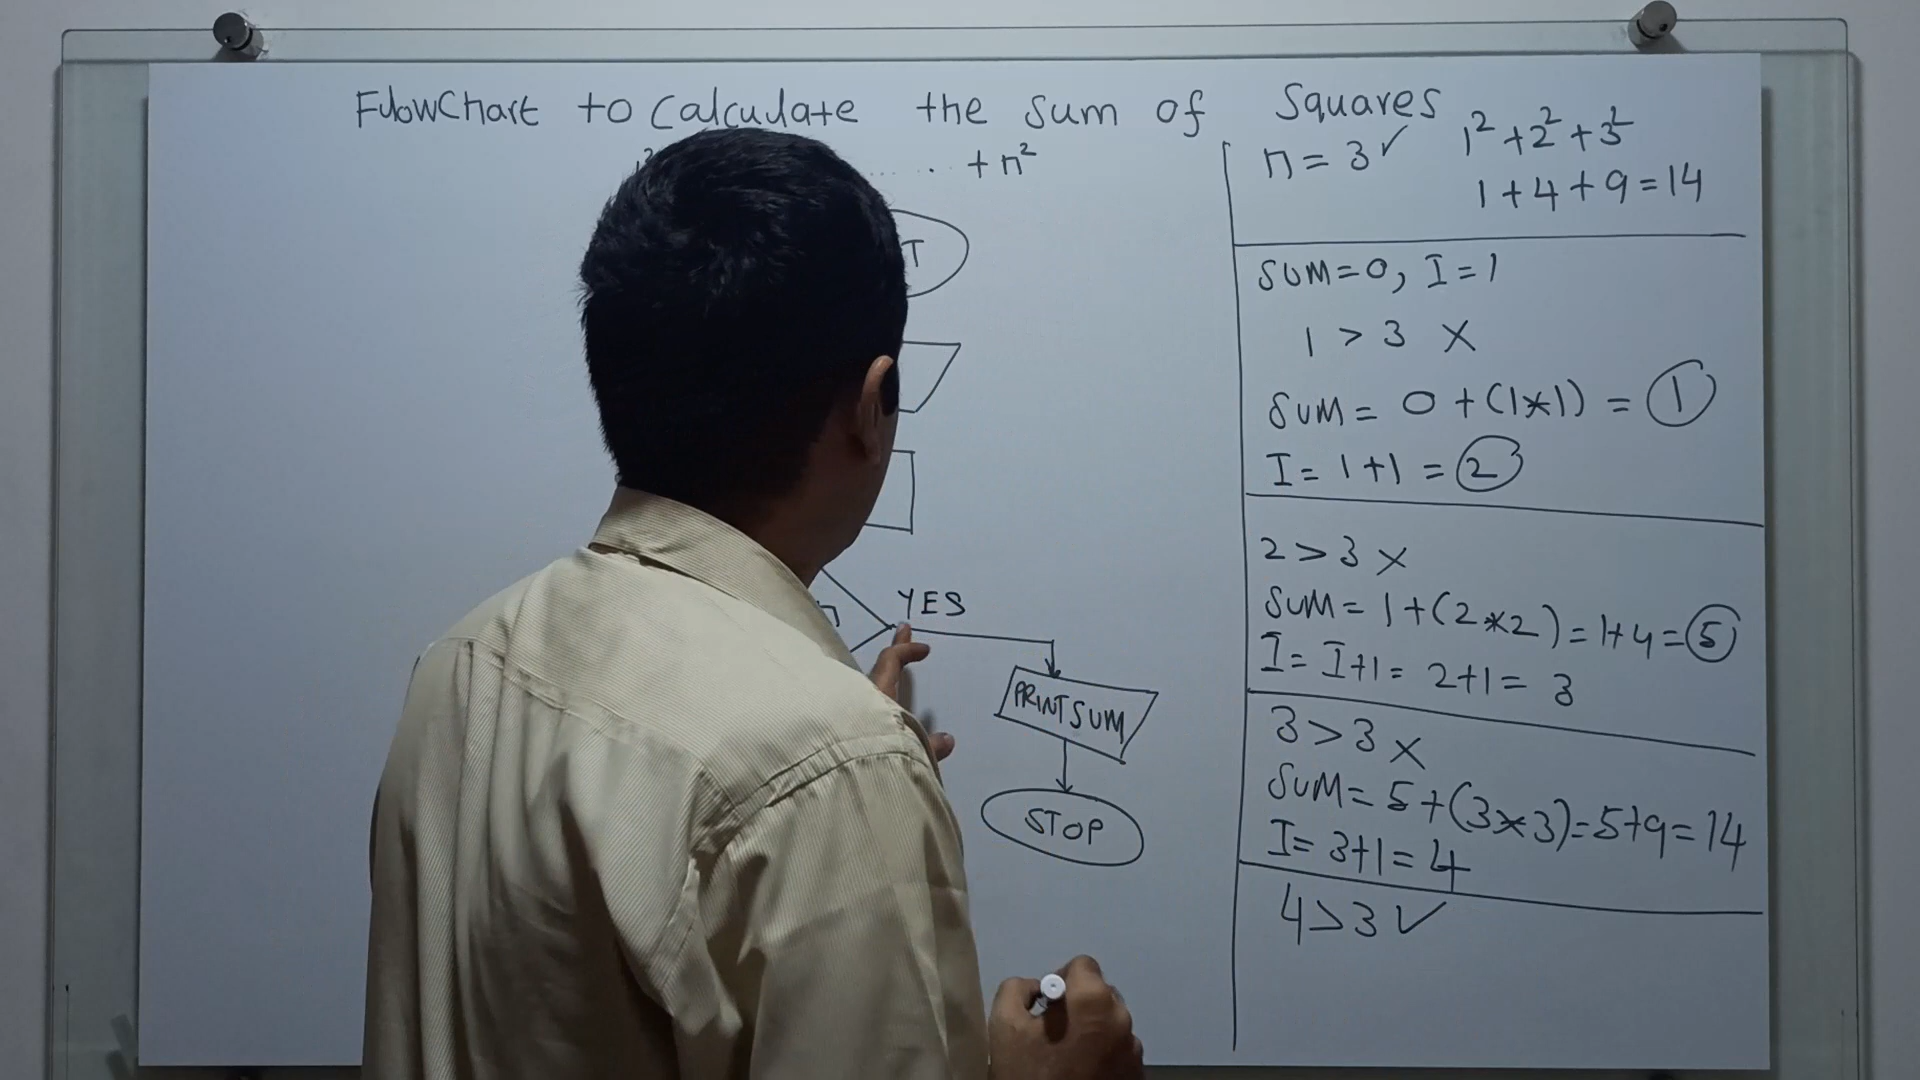 FlowChart to Calculate the Sum of Squares
+ n²
T
n
YES
PRINT SUM
STOP
n = 3 ✓
1² + 2² + 3²
1 + 4 + 9 = 14
SUM = 0, I = 1
1 > 3 X
SUM = 0 + (1*1) = 1
I = 1 + 1 = 2
2 > 3 X
SUM = 1 + (2*2) = 1+4 = 5
I = I+1 = 2+1 = 3
3 > 3 X
SUM = 5 + (3*3) = 5+9 = 14
I = 3+1 = 4
4 > 3 ✓